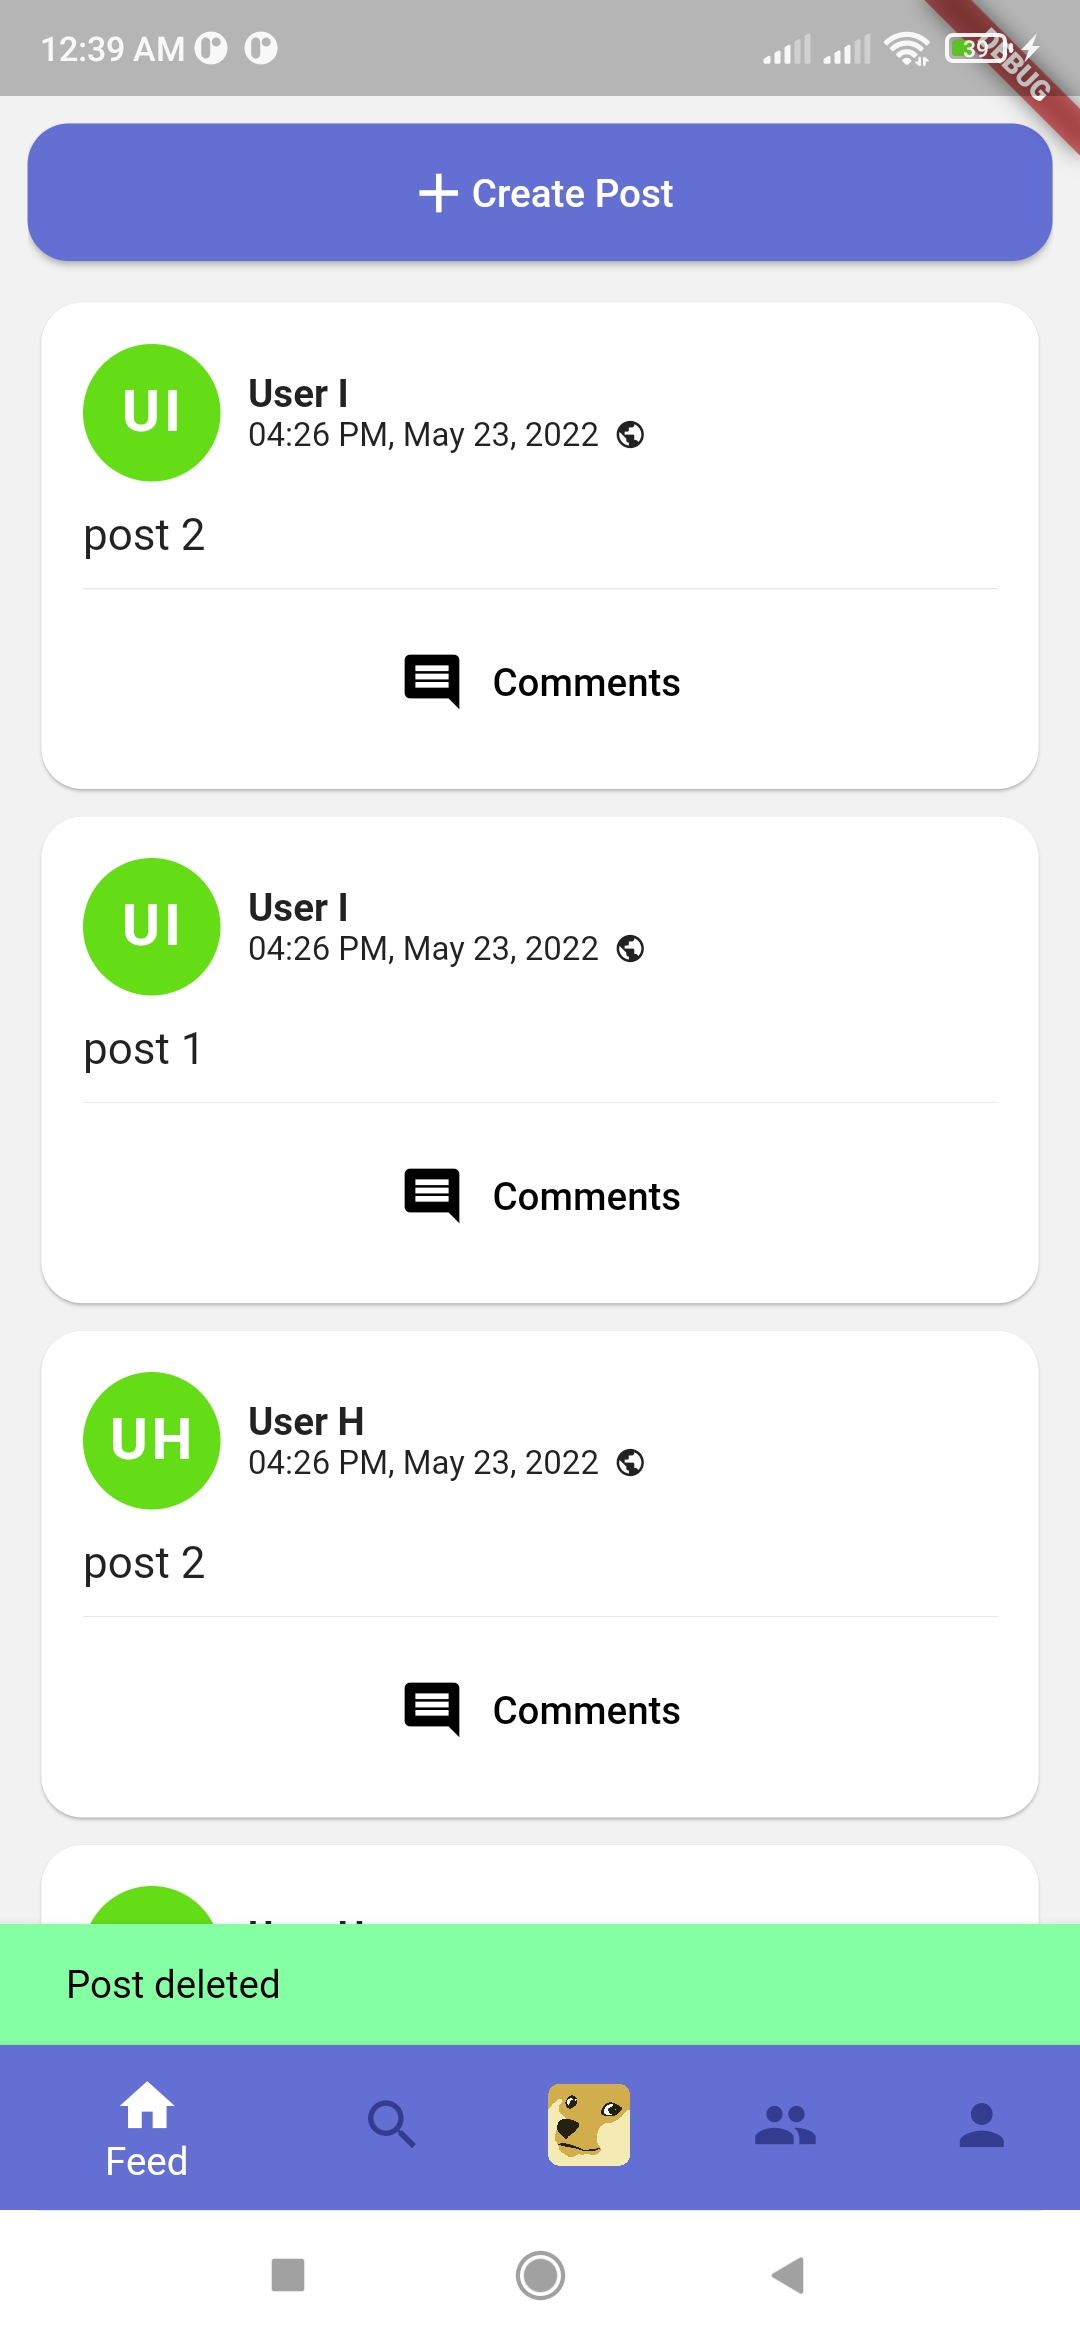 12:39 AM
39
DEBUG
Create Post
UI
User I
04:26 PM, May 23, 2022
post 2
Comments
UI
User I
04:26 PM, May 23, 2022
post 1
Comments
UH
User H
04:26 PM, May 23, 2022
post 2
Comments
Post deleted
Feed